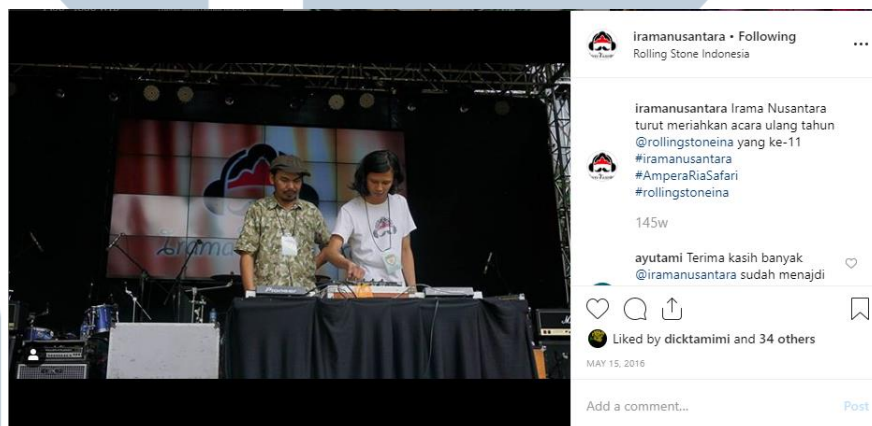 iramanusantara • Following
Rolling Stone Indonesia
iramanusantara Irama Nusantara
turut meriahkan acara ulang tahun
@rollingstoneina yang ke-11
#iramanusantara
#AmperaRiaSafari
#rollingstoneina
145w
ayutami Terima kasih banyak
@iramanusantara sudah menajdi
Liked by dicktamimi and 34 others
MAY 15, 2016
Add a comment...
Post
Irama
Pioneer